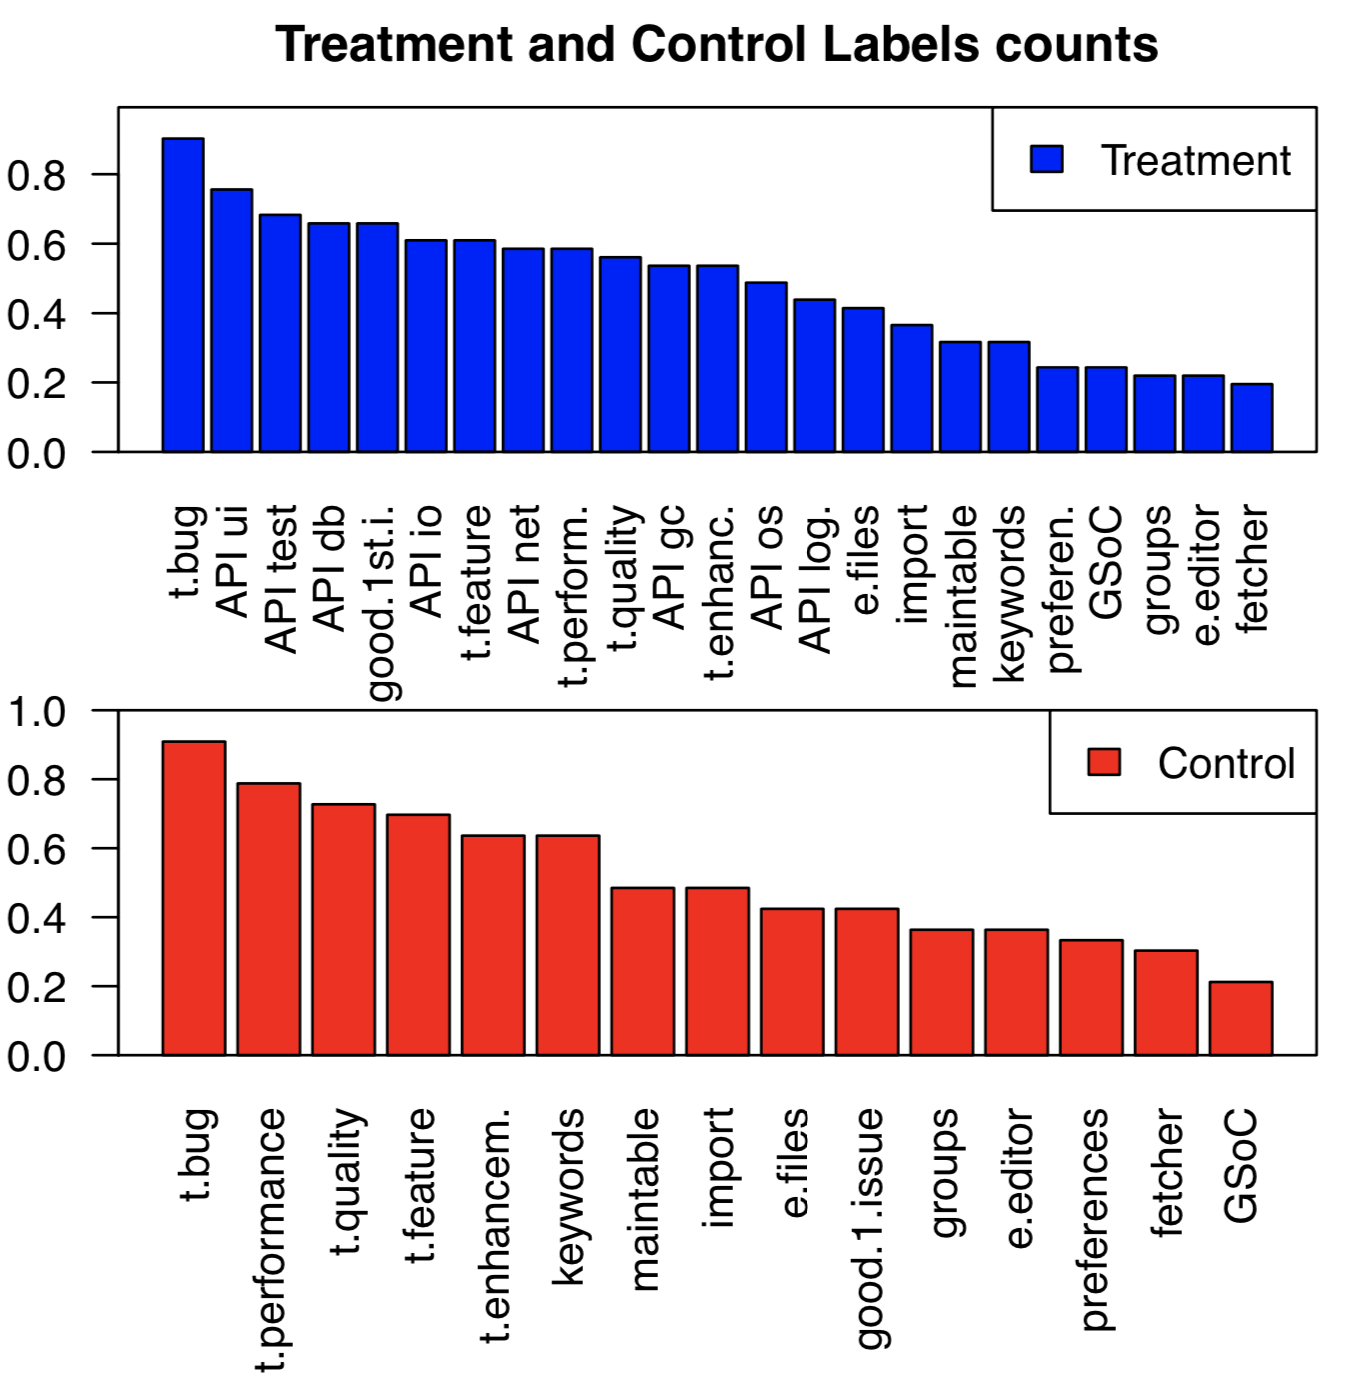 Treatment and Control Labels counts
Treatment
0.8
0.6
0.4
0.2
0.0
t.bug
API ui
API test
API db
good.1st.i.
API io
t.feature
API net
t.perform.
t.quality
API gc
t.enhanc.
API os
API log.
e.files
import
maintable
keywords
preferen.
GSoC
groups
e.editor
fetcher
Control
1.0
0.8
0.6
0.4
0.2
0.0
t.bug
t.performance
t.quality
t.feature
t.enhancem.
keywords
maintable
import
e.files
good.1.issue
groups
e.editor
preferences
fetcher
GSoC